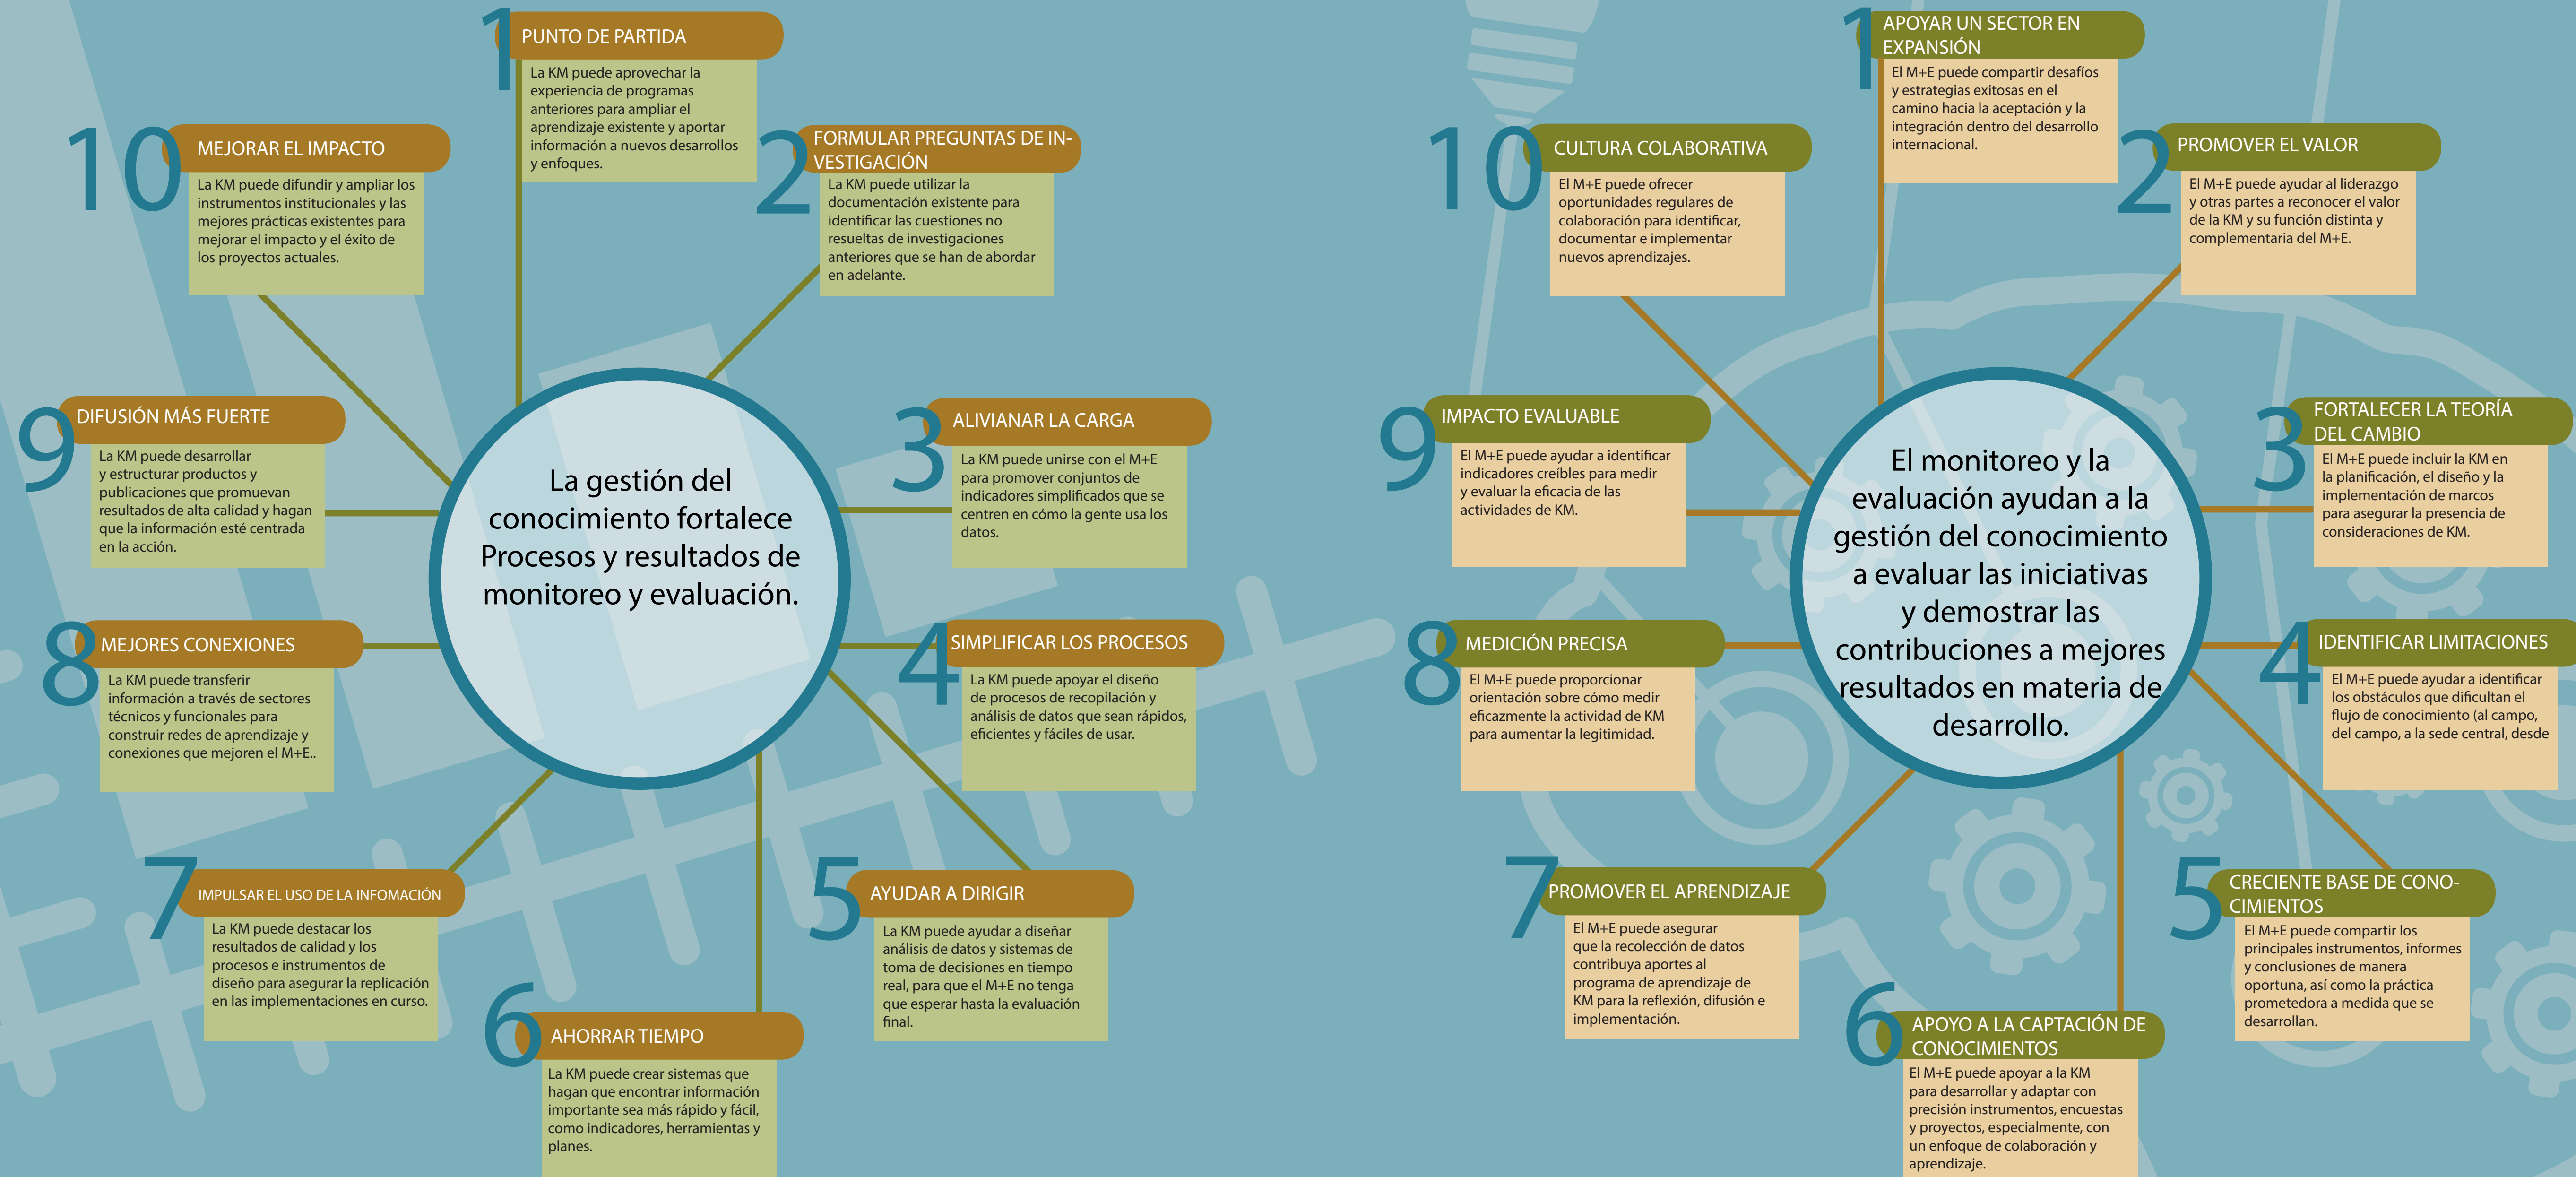 1
PUNTO DE PARTIDA
La KM puede aprovechar la
experiencia de programas
anteriores para ampliar el
aprendizaje existente y aportar
información a nuevos desarrollos
y enfoques.
2
FORMULAR PREGUNTAS DE IN-
VESTIGACIÓN
La KM puede utilizar la
documentación existente para
identificar las cuestiones no
resueltas de investigaciones
anteriores que se han de abordar
en adelante.
3
ALIVIANAR LA CARGA
La KM puede unirse con el M+E
para promover conjuntos de
indicadores simplificados que se
centren en cómo la gente usa los
datos.
4
SIMPLIFICAR LOS PROCESOS
La KM puede apoyar el diseño
de procesos de recopilación y
análisis de datos que sean rápidos,
eficientes y fáciles de usar.
5
AYUDAR A DIRIGIR
La KM puede ayudar a diseñar
análisis de datos y sistemas de
toma de decisiones en tiempo
real, para que el M+E no tenga
que esperar hasta la evaluación
final.
6
AHORRAR TIEMPO
La KM puede crear sistemas que
hagan que encontrar información
importante sea más rápido y fácil,
como indicadores, herramientas y
planes.
7
IMPULSAR EL USO DE LA INFOMACIÓN
La KM puede destacar los
resultados de calidad y los
procesos e instrumentos de
diseño para asegurar la replicación
en las implementaciones en curso.
8
MEJORES CONEXIONES
La KM puede transferir
información a través de sectores
técnicos y funcionales para
construir redes de aprendizaje y
conexiones que mejoren el M+E..
9
DIFUSIÓN MÁS FUERTE
La KM puede desarrollar
y estructurar productos y
publicaciones que promuevan
resultados de alta calidad y hagan
que la información esté centrada
en la acción.
10
MEJORAR EL IMPACTO
La KM puede difundir y ampliar los
instrumentos institucionales y las
mejores prácticas existentes para
mejorar el impacto y el éxito de
los proyectos actuales.
La gestión del
conocimiento fortalece
Procesos y resultados de
monitoreo y evaluación.
1
APOYAR UN SECTOR EN
EXPANSIÓN
El M+E puede compartir desafíos
y estrategias exitosas en el
camino hacia la aceptación y la
integración dentro del desarrollo
internacional.
2
PROMOVER EL VALOR
El M+E puede ayudar al liderazgo
y otras partes a reconocer el valor
de la KM y su función distinta y
complementaria del M+E.
3
FORTALECER LA TEORÍA
DEL CAMBIO
El M+E puede incluir la KM en
la planificación, el diseño y la
implementación de marcos
para asegurar la presencia de
consideraciones de KM.
4
IDENTIFICAR LIMITACIONES
El M+E puede ayudar a identificar
los obstáculos que dificultan el
flujo de conocimiento (al campo,
del campo, a la sede central, desde
5
CRECIENTE BASE DE CONO-
CIMIENTOS
El M+E puede compartir los
principales instrumentos, informes
y conclusiones de manera
oportuna, así como la práctica
prometedora a medida que se
desarrollan.
6
APOYO A LA CAPTACIÓN DE
CONOCIMIENTOS
El M+E puede apoyar a la KM
para desarrollar y adaptar con
precisión instrumentos, encuestas
y proyectos, especialmente, con
un enfoque de colaboración y
aprendizaje.
7
PROMOVER EL APRENDIZAJE
El M+E puede asegurar
que la recolección de datos
contribuya aportes al
programa de aprendizaje de
KM para la reflexión, difusión e
implementación.
8
MEDICIÓN PRECISA
El M+E puede proporcionar
orientación sobre cómo medir
eficazmente la actividad de KM
para aumentar la legitimidad.
9
IMPACTO EVALUABLE
El M+E puede ayudar a identificar
indicadores creíbles para medir
y evaluar la eficacia de las
actividades de KM.
10
CULTURA COLABORATIVA
El M+E puede ofrecer
oportunidades regulares de
colaboración para identificar,
documentar e implementar
nuevos aprendizajes.
El monitoreo y la
evaluación ayudan a la
gestión del conocimiento
a evaluar las iniciativas
y demostrar las
contribuciones a mejores
resultados en materia de
desarrollo.